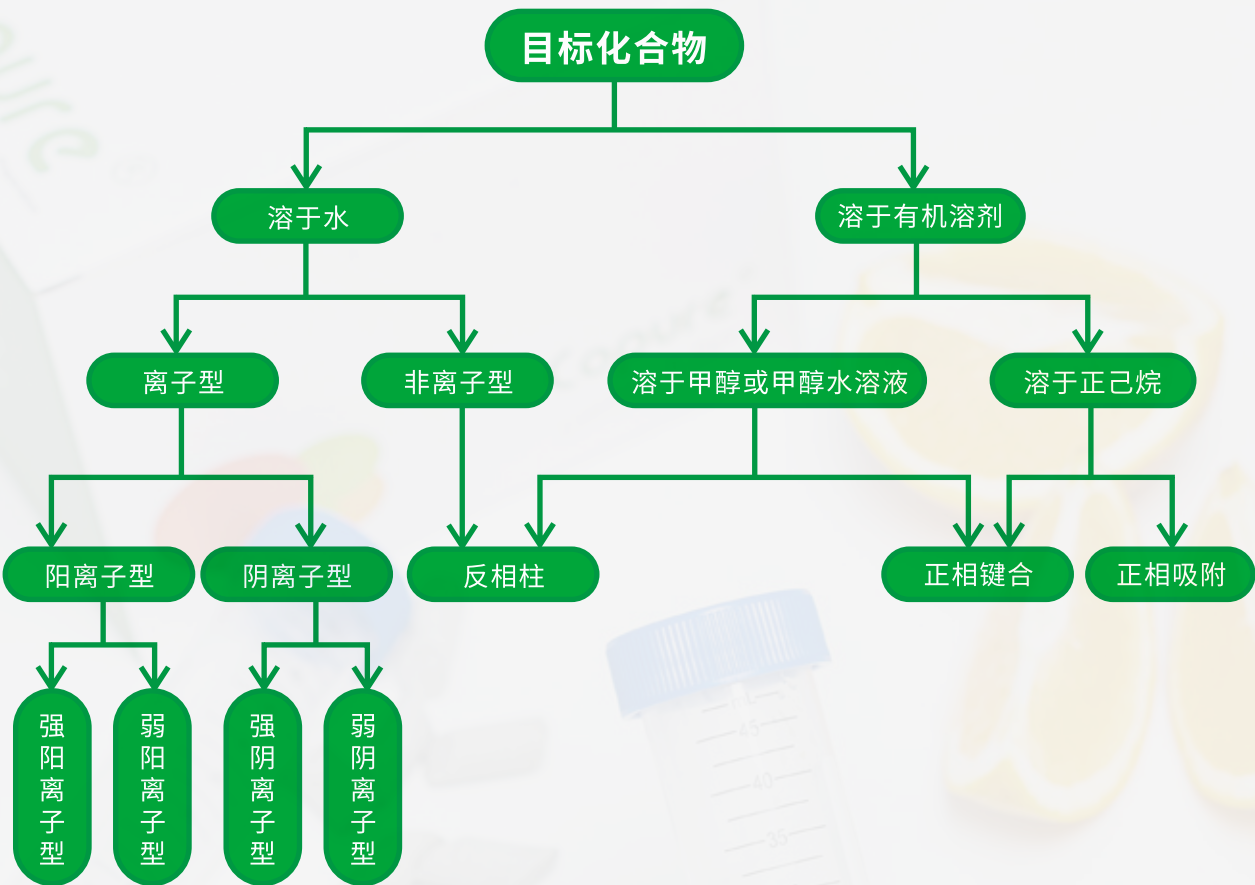 目标化合物
溶于水
溶于有机溶剂
离子型
非离子型
溶于甲醇或甲醇水溶液
溶于正己烷
阳离子型
阴离子型
反相柱
正相键合
正相吸附
强阳离子型
弱阳离子型
强阴离子型
弱阴离子型
45
40
35